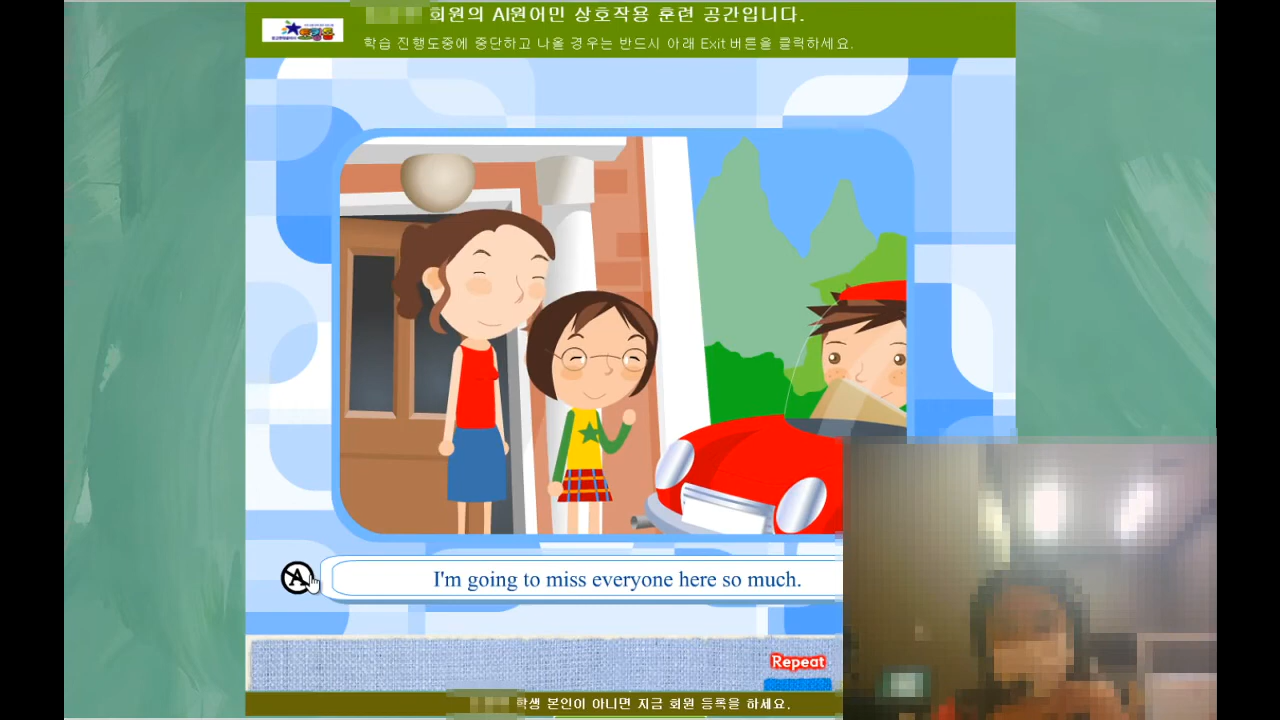 회원의 AI원어민 상호작용 훈련 공간입니다.
학습 진행도중에 중단하고 나올 경우는 반드시 아래 Exit 버튼을 클릭하세요.
I'm going to miss everyone here so much.
Repeat
학생 본인이 아니면 지금 회원 등록을 하세요.